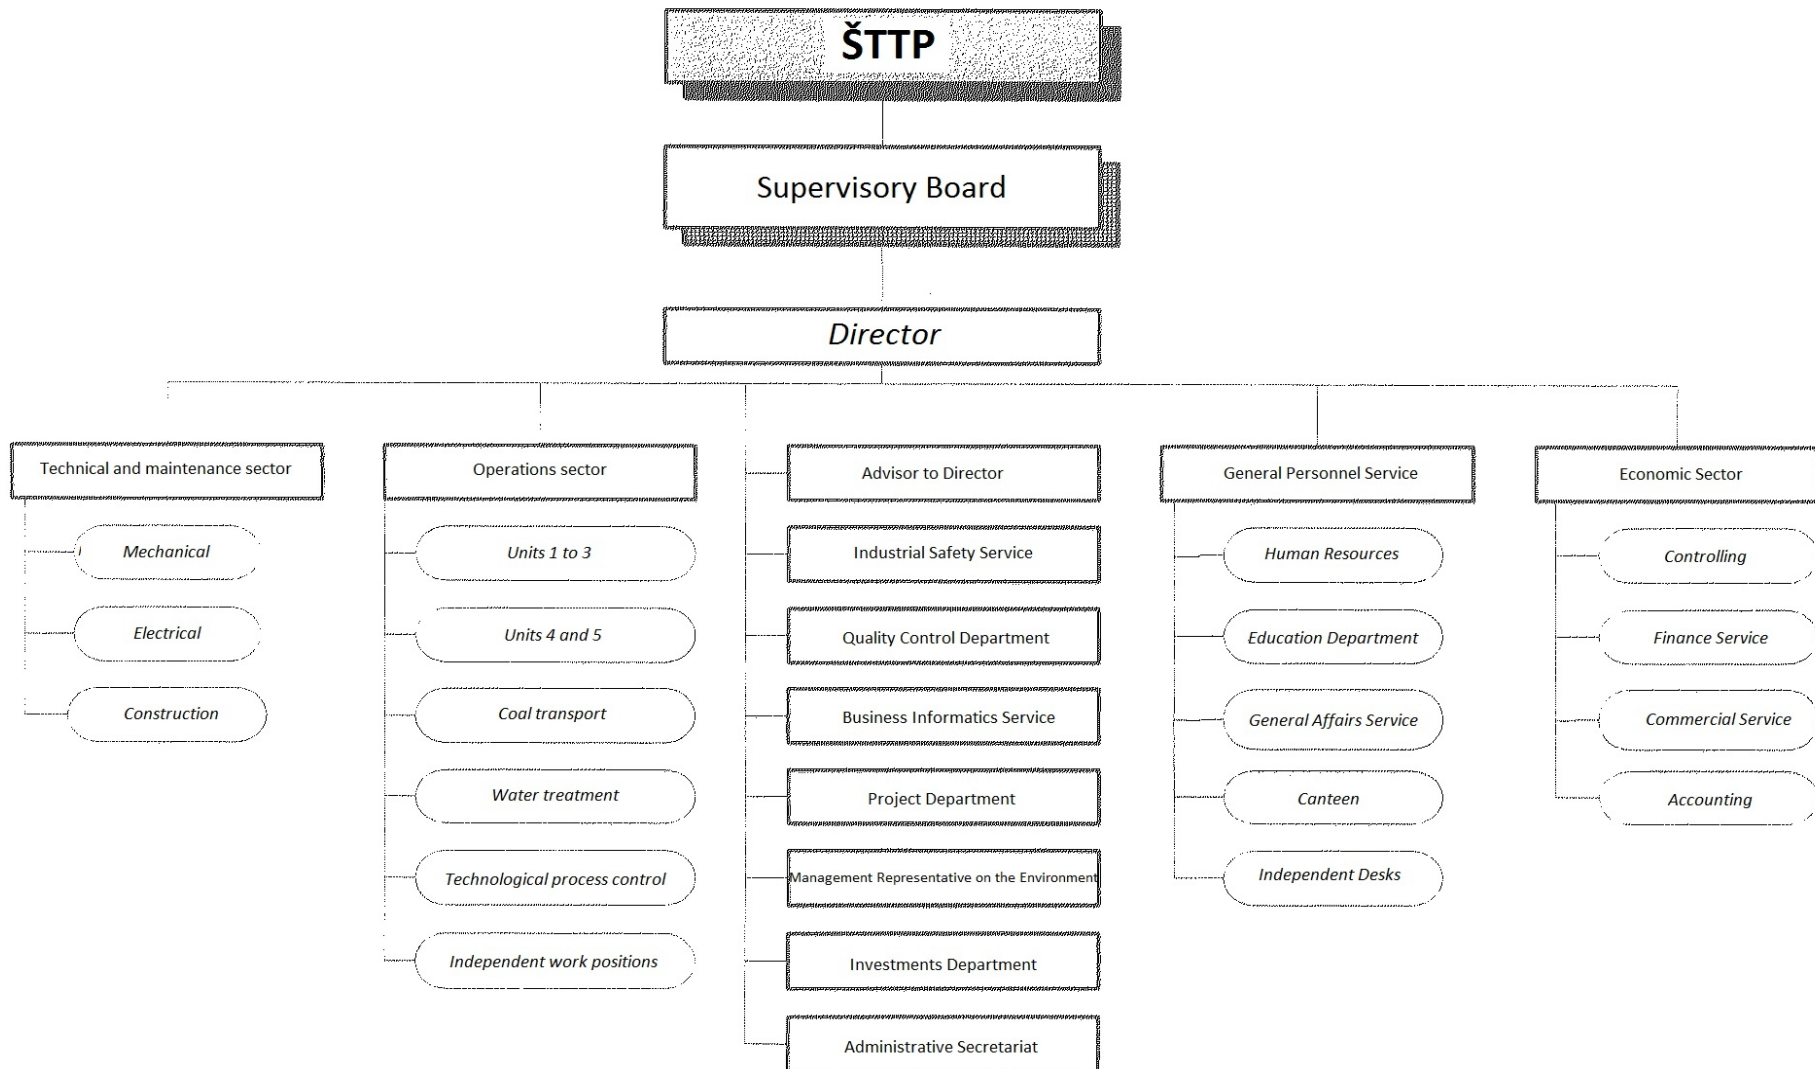 ŠTTP
Supervisory Board
Director
Technical and maintenance sector
Mechanical
Electrical
Construction
Operations sector
Units 1 to 3
Units 4 and 5
Coal transport
Water treatment
Technological process control
Independent work positions
Advisor to Director
Industrial Safety Service
Quality Control Department
Business Informatics Service
Project Department
Management Representative on the Environment
Investments Department
Administrative Secretariat
General Personnel Service
Human Resources
Education Department
General Affairs Service
Canteen
Independent Desks
Economic Sector
Controlling
Finance Service
Commercial Service
Accounting